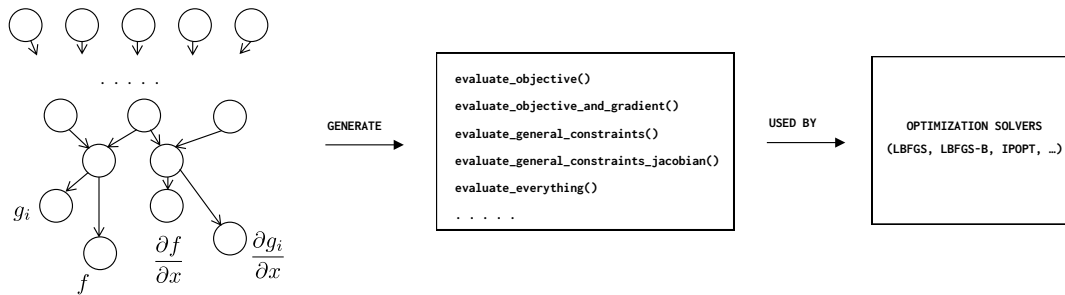 . . . . .
g_i
f
∂f/∂x
∂g_i/∂x
GENERATE
evaluate_objective()
evaluate_objective_and_gradient()
evaluate_general_constraints()
evaluate_general_constraints_jacobian()
evaluate_everything()
. . . . .
USED BY
OPTIMIZATION SOLVERS
(LBFGS, LBFGS-B, IPOPT, …)